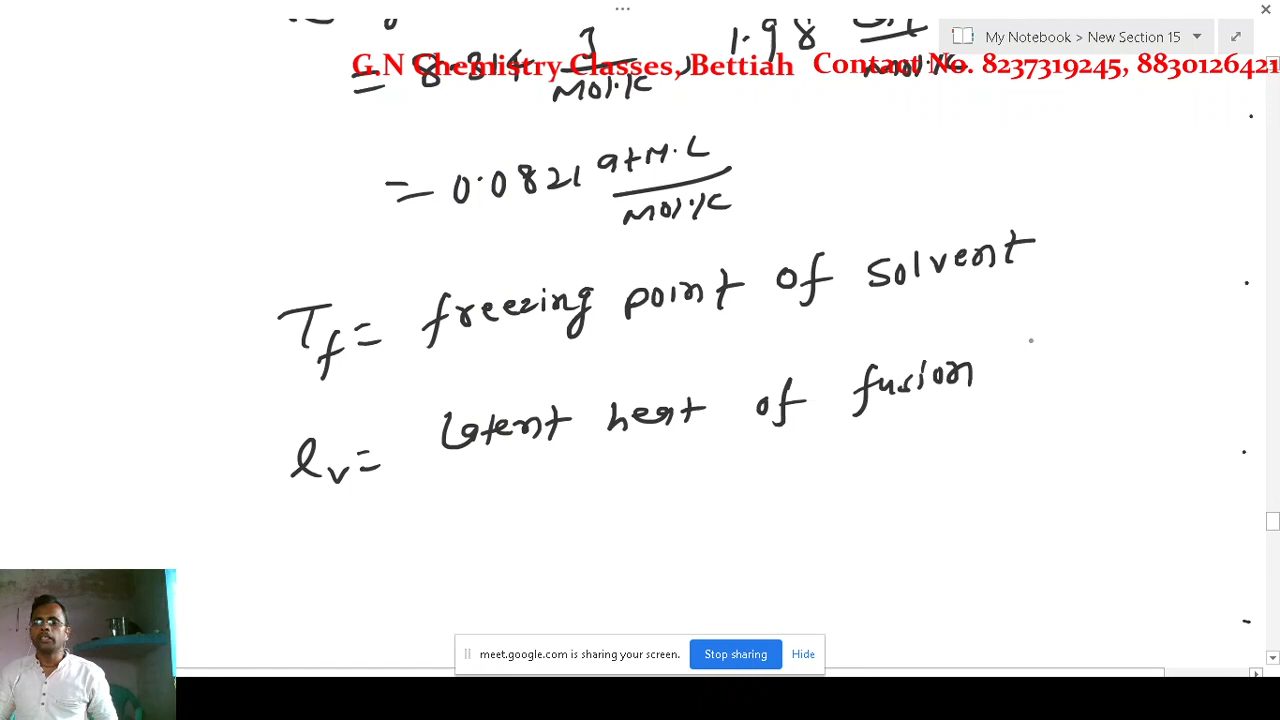 ...
My Notebook > New Section 15
= 8.314 J/mol.K , 1.98
G.N Chemistry Classes, Bettiah Contact No. 8237319245, 8830126421
= 0.0821 atm.L/mol.K
Tf = freezing point of solvent
lv = latent heat of fusion
meet.google.com is sharing your screen. Stop sharing Hide